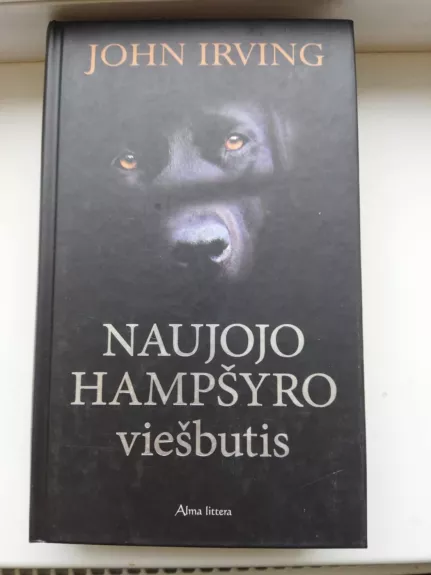 JOHN IRVING
NAUJOJO
HAMPŠYRO
viešbutis
Alma littera